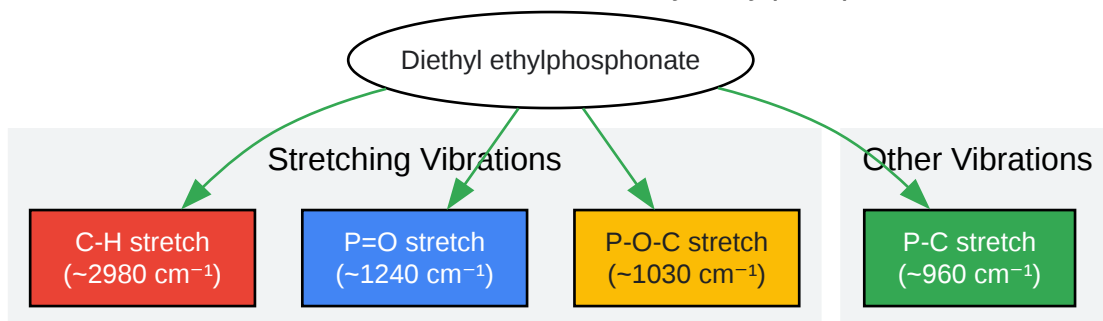 Diethyl ethylphosphonate
Stretching Vibrations
Other Vibrations
C-H stretch
(~2980 cm⁻¹)
P=O stretch
(~1240 cm⁻¹)
P-O-C stretch
(~1030 cm⁻¹)
P-C stretch
(~960 cm⁻¹)